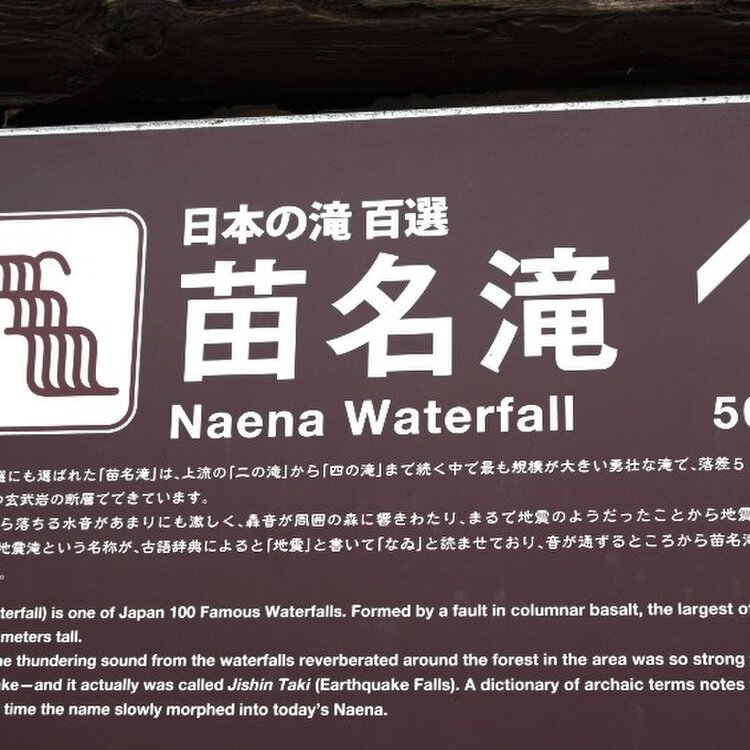 日本の滝 百選
苗名滝
Naena Waterfall
50
選にも選ばれた「苗名滝」は、上流の「二の滝」から「四の滝」まで続く中で最も規模が大きい勇壮な滝で、落差5
玄武岩の断層でできています。
ら落ちる水音があまりにも激しく、轟音が周囲の森に響きわたり、まるで地震のようだったことから地震
地震滝という名称が、古語辞典によると「地震」と書いて「なゐ」と読ませており、音が通ずるところから苗名滝
。
terfall) is one of Japan 100 Famous Waterfalls. Formed by a fault in columnar basalt, the largest of
meters tall.
he thundering sound from the waterfalls reverberated around the forest in the area was so strong
ke—and it actually was called Jishin Taki (Earthquake Falls). A dictionary of archaic terms notes
time the name slowly morphed into today's Naena.